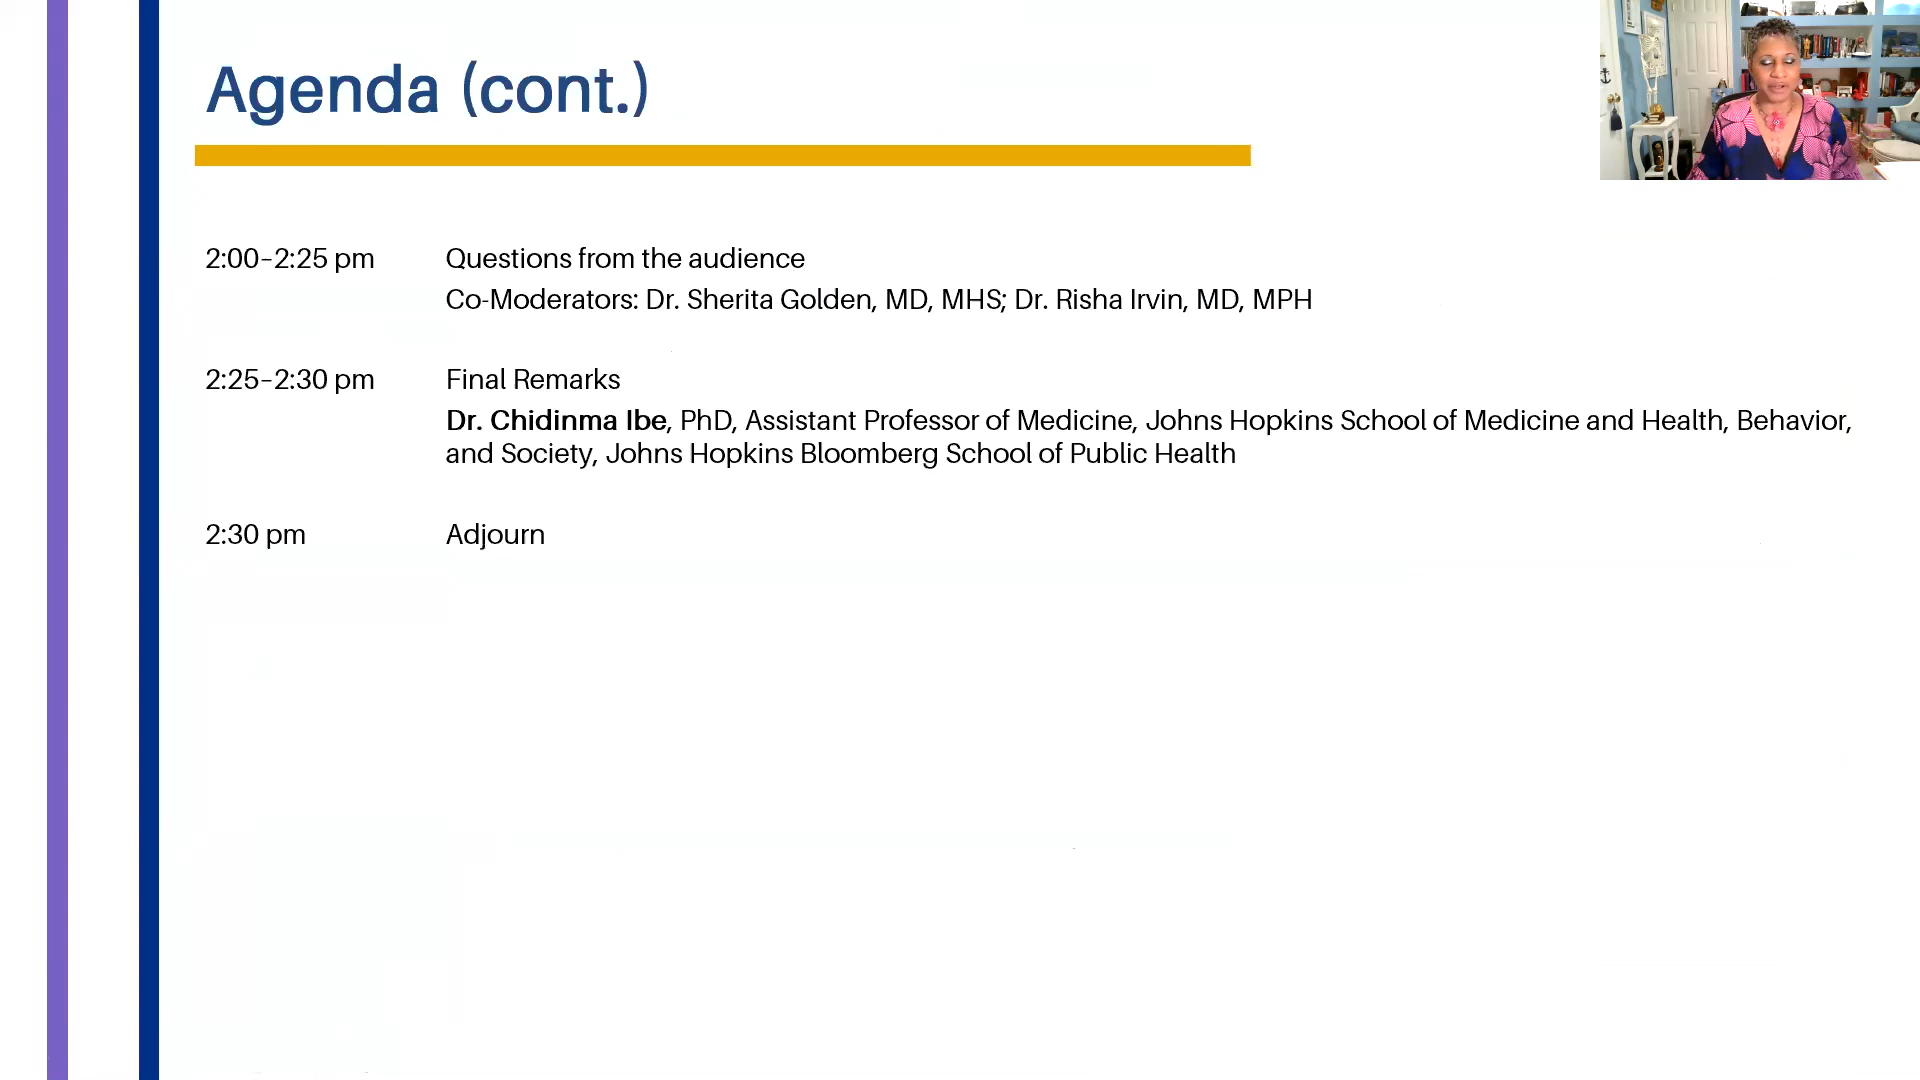 Agenda (cont.)
2:00–2:25 pm Questions from the audience
Co-Moderators: Dr. Sherita Golden, MD, MHS; Dr. Risha Irvin, MD, MPH
2:25–2:30 pm Final Remarks
Dr. Chidinma Ibe, PhD, Assistant Professor of Medicine, Johns Hopkins School of Medicine and Health, Behavior,
and Society, Johns Hopkins Bloomberg School of Public Health
2:30 pm Adjourn